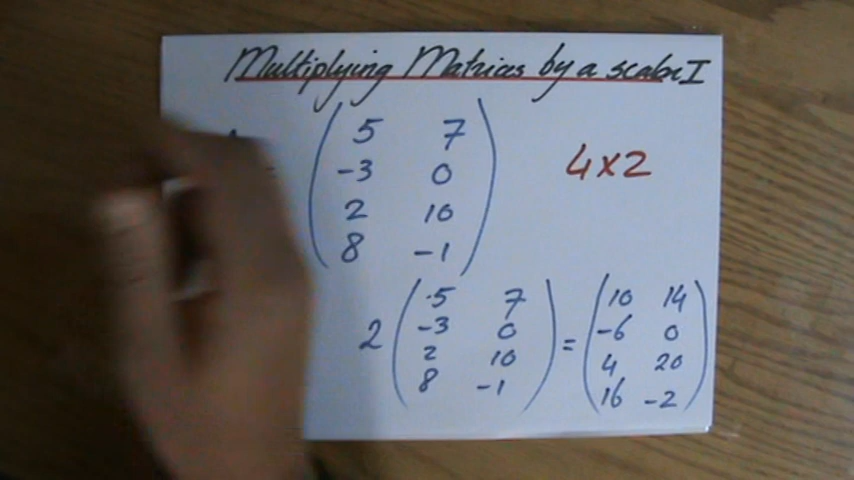 Multiplying Matrices by a scalar I
5 7
-3 0
2 10
8 -1
4x2
2 ( 5 7 ) = ( 10 14 )
-3 0 -6 0
2 10 4 20
8 -1 16 -2